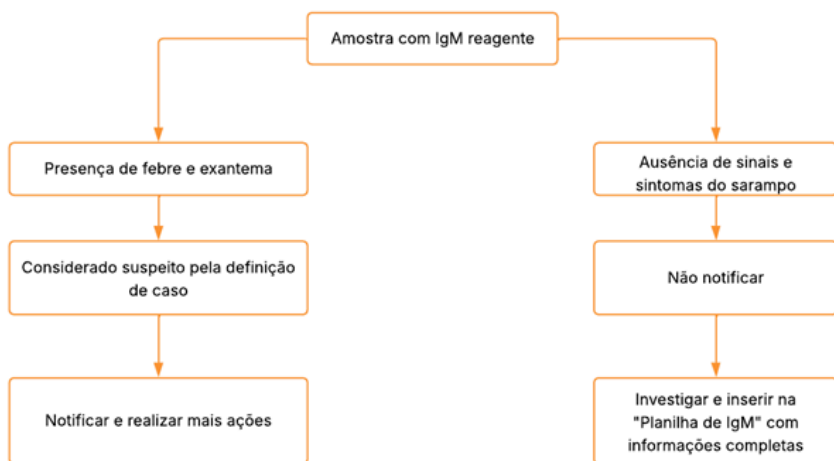 Amostra com IgM reagente
Presença de febre e exantema
Ausência de sinais e
sintomas do sarampo
Considerado suspeito pela definição
de caso
Não notificar
Notificar e realizar mais ações
Investigar e inserir na
"Planilha de IgM" com
informações completas